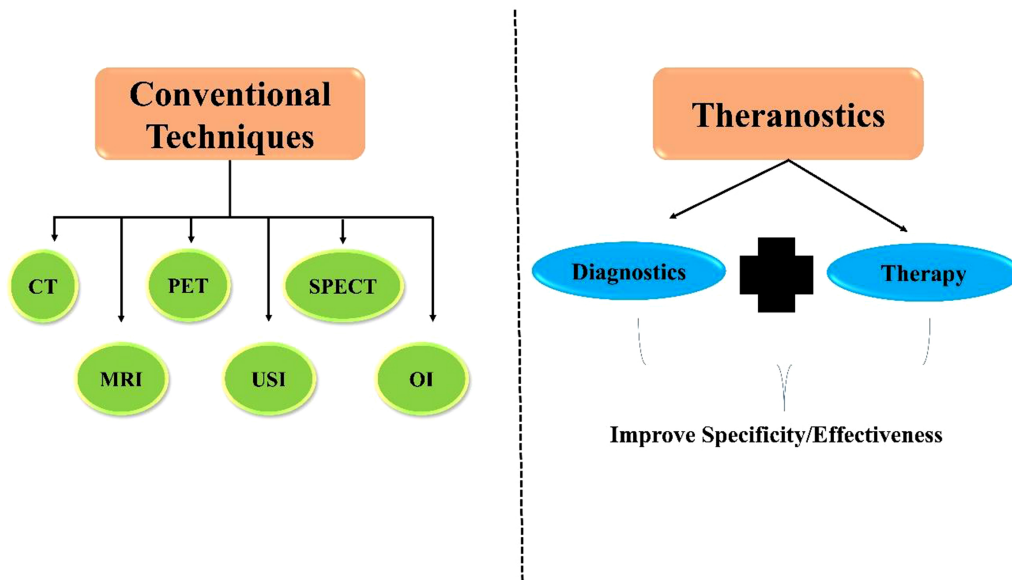 Conventional
Techniques
CT
PET
SPECT
MRI
USI
OI
Theranostics
Diagnostics
Therapy
Improve Specificity/Effectiveness